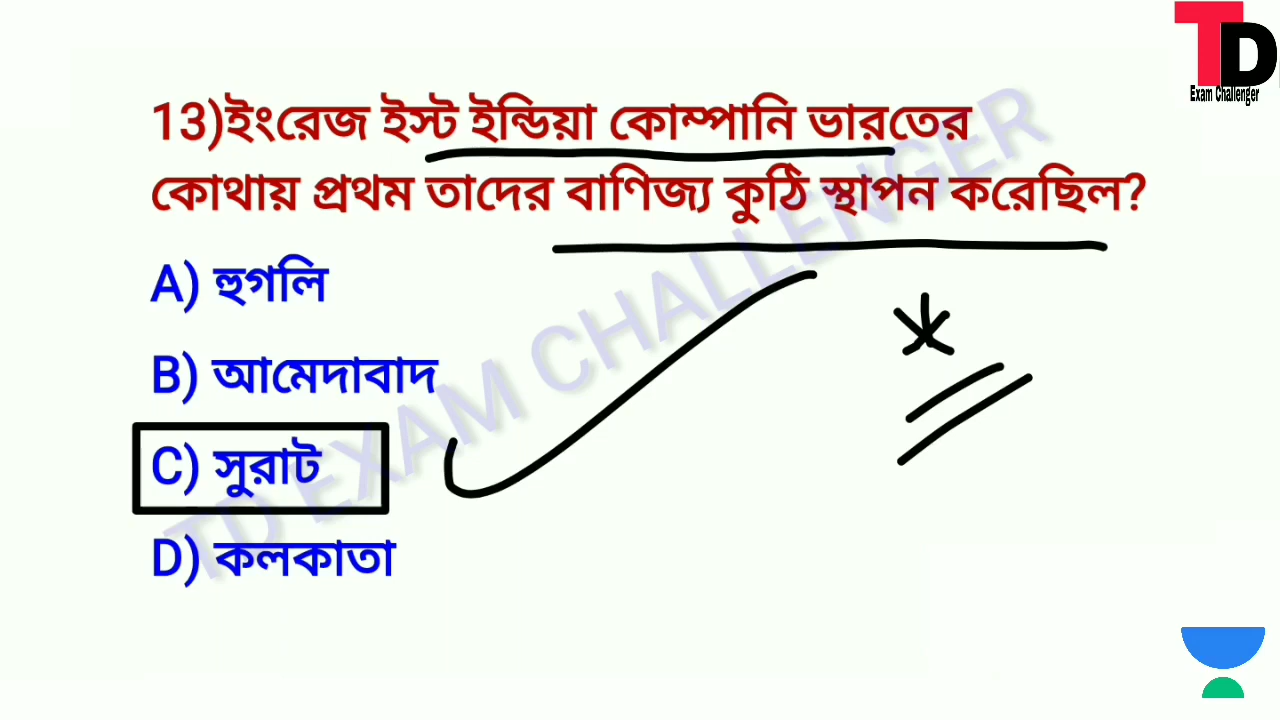 TD
Exam Challenger
13)ইংরেজ ইস্ট ইন্ডিয়া কোম্পানি ভারতের
কোথায় প্রথম তাদের বাণিজ্য কুঠি স্থাপন করেছিল?
A) হুগলি
B) আমেদাবাদ
C) সুরাট
D) কলকাতা
TD EXAM CHALLENGER